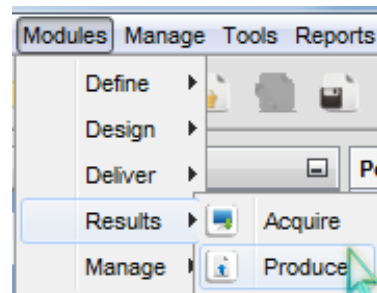 Modules Manage Tools Reports
Define
Design
Deliver
Results Acquire
Manage Produce